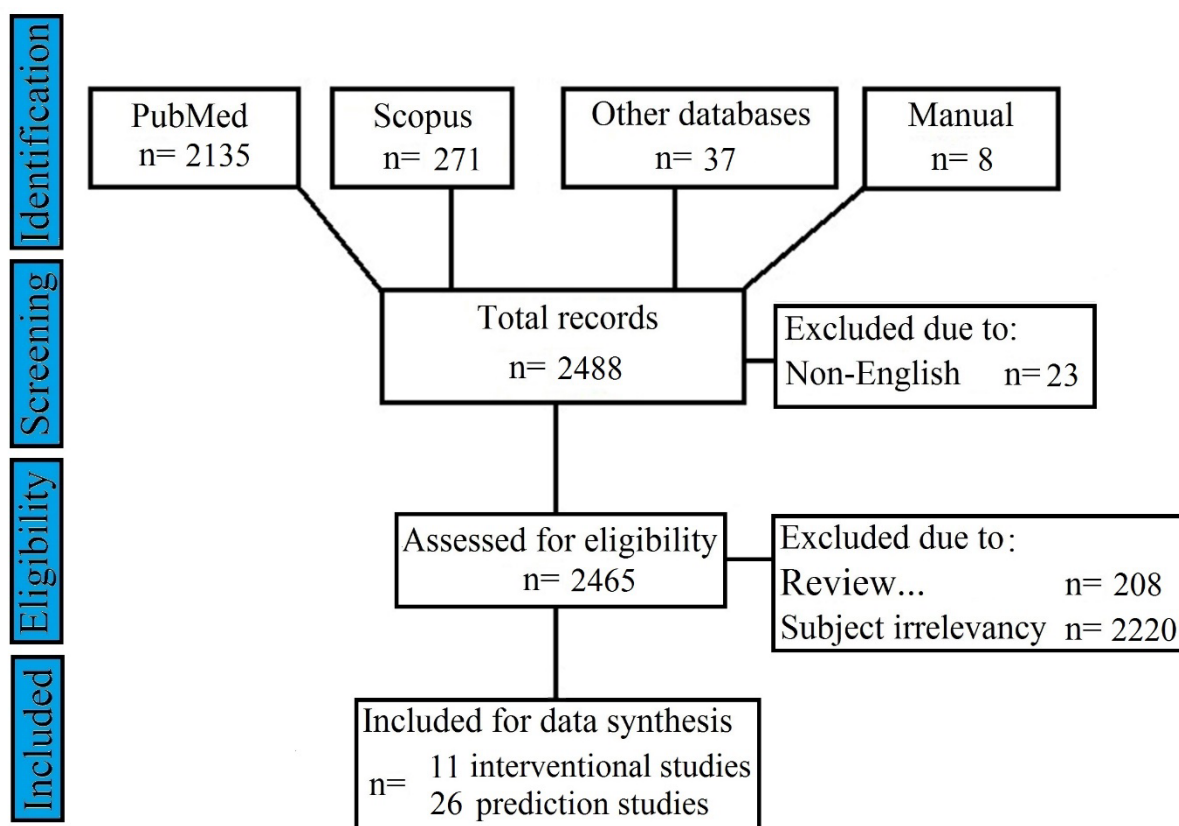 Identification
PubMed
n= 2135
Scopus
n= 271
Other databases
n= 37
Manual
n= 8
Screening
Total records
n= 2488
Excluded due to:
Non-English n= 23
Eligibility
Assessed for eligibility
n= 2465
Excluded due to:
Review... n= 208
Subject irrelevancy n= 2220
Included
Included for data synthesis
n= 11 interventional studies
26 prediction studies